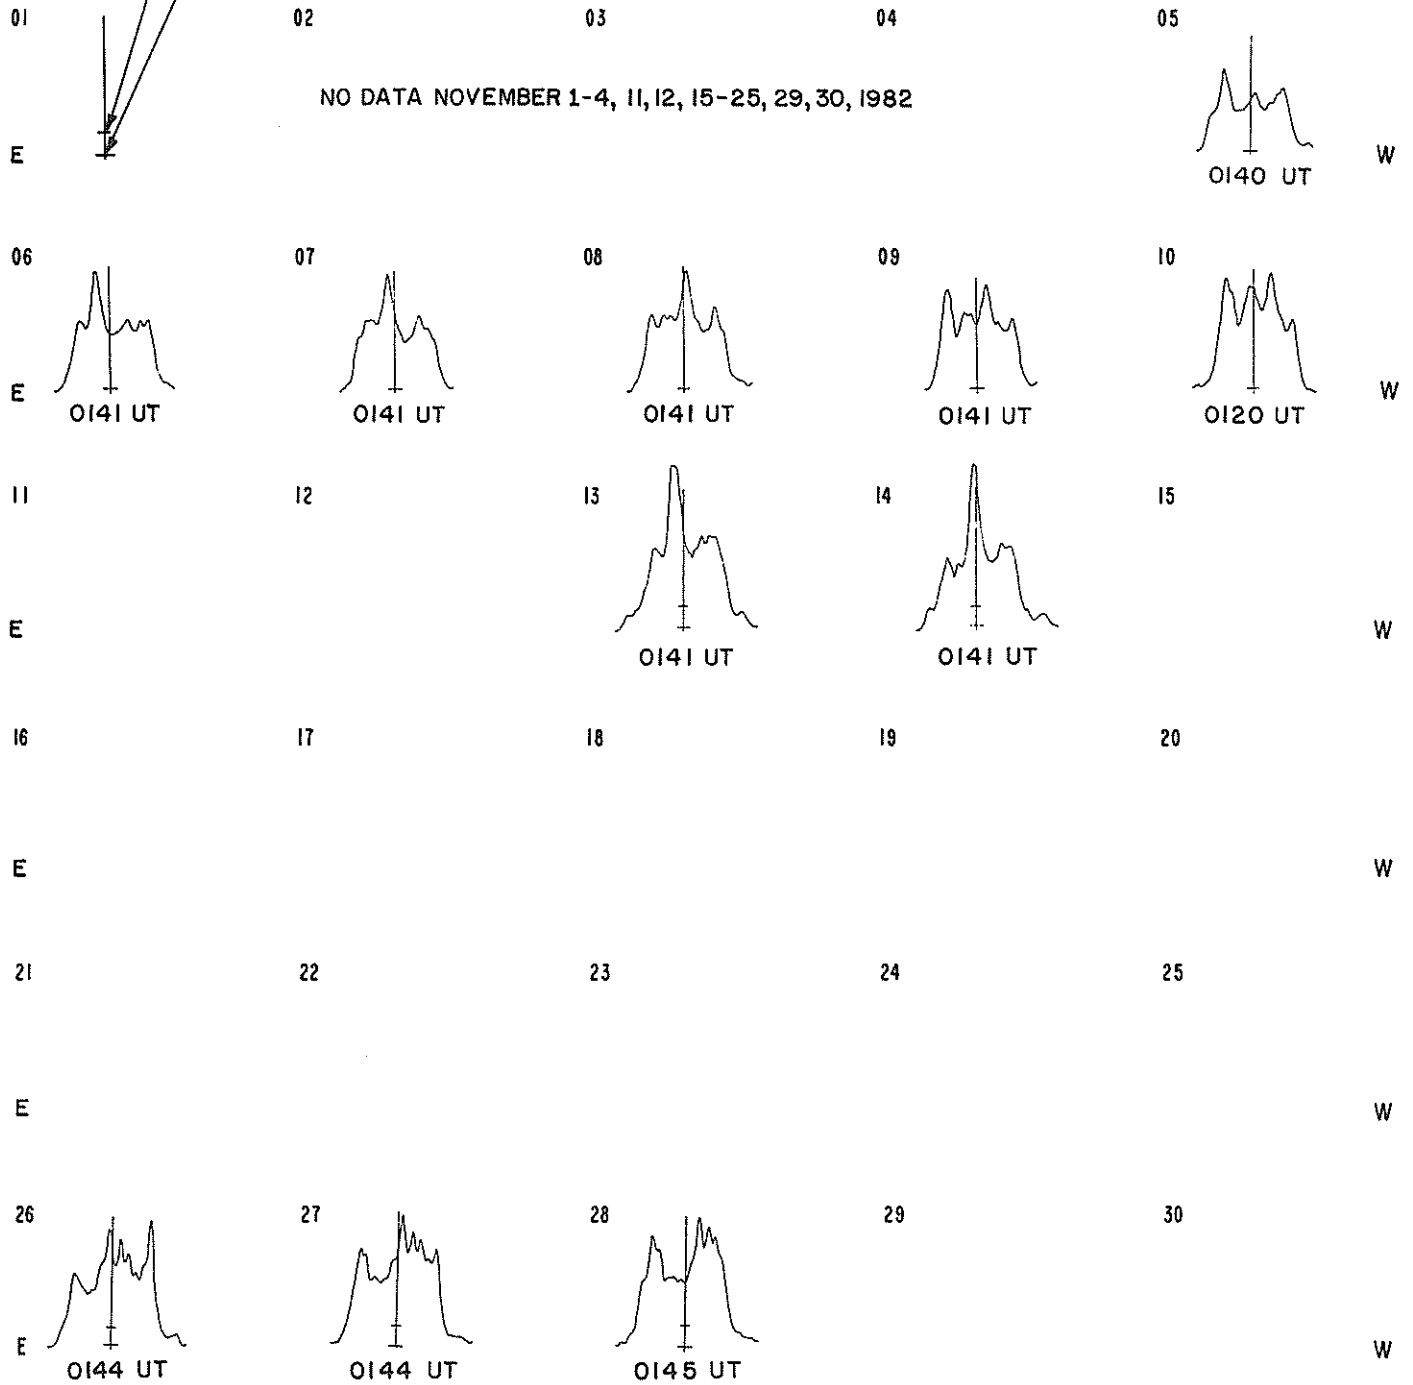 01 02 03 04 05
NO DATA NOVEMBER 1-4, 11, 12, 15-25, 29, 30, 1982
E W
0140 UT
06 07 08 09 10
E W
0141 UT 0141 UT 0141 UT 0141 UT 0120 UT
11 12 13 14 15
E W
0141 UT 0141 UT
16 17 18 19 20
E W
21 22 23 24 25
E W
26 27 28 29 30
E W
0144 UT 0144 UT 0145 UT